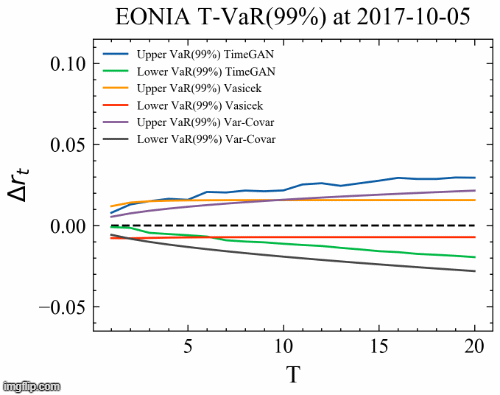 EONIA T-VaR(99%) at 2017-10-05
Upper VaR(99%) TimeGAN
Lower VaR(99%) TimeGAN
Upper VaR(99%) Vasicek
Lower VaR(99%) Vasicek
Upper VaR(99%) Var-Covar
Lower VaR(99%) Var-Covar
0.10
0.05
0.00
−0.05
Δrt
5 10 15 20
T
imgflip.com